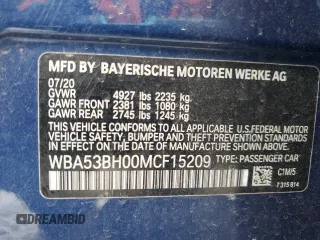 MFD BY BAYERISCHE MOTOREN WERKE AG
07/20
GVWR 4927 lbs 2235 kg
GAWR FRONT 2381 lbs 1080 kg
GAWR REAR 2745 lbs 1245 kg
THIS VEHICLE CONFORMS TO ALL APPLICABLE
U.S. FEDERAL MOTOR VEHICLE
SAFETY, BUMPER, AND THEFT PREVENTION
STANDARDS IN EFFECT ON THE DATE OF
MANUFACTURE SHOWN ABOVE.
WBA53BH00MCF15209 TYPE: PASSENGER CAR
C1M/5
7315814
DREAMBID